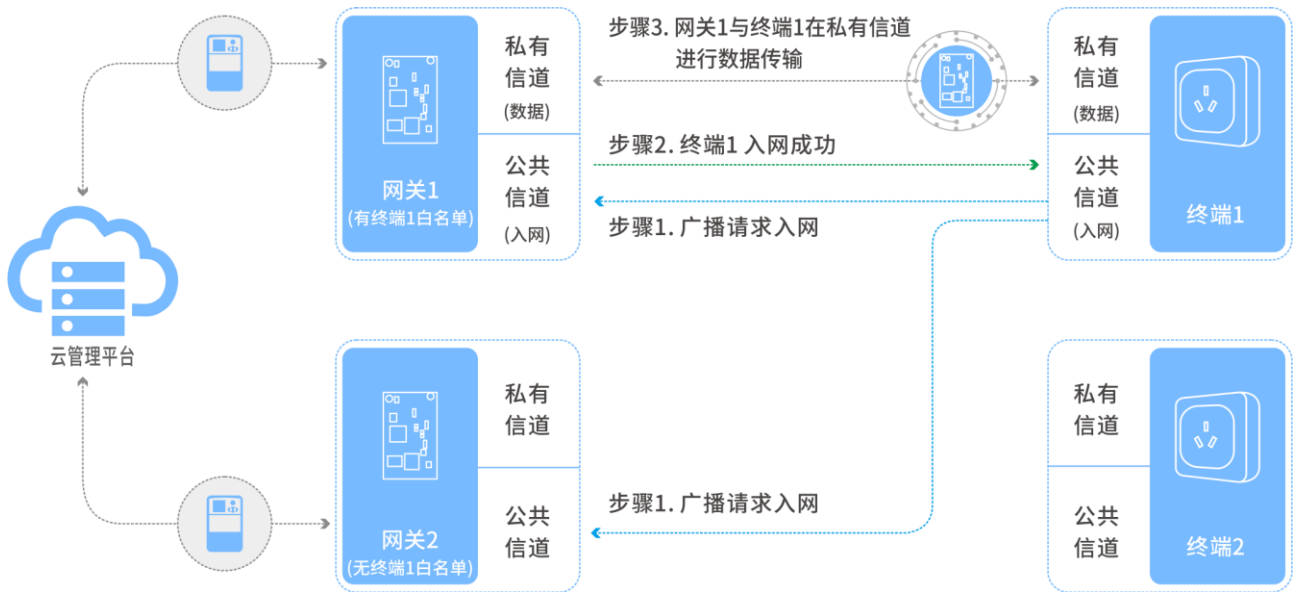 步骤3. 网关1与终端1在私有信道
进行数据传输
私有
信道
(数据)
私有
信道
(数据)
步骤2. 终端1 入网成功
公共
信道
(入网)
网关1
(有终端1白名单)
公共
信道
(入网)
终端1
步骤1. 广播请求入网
云管理平台
私有
信道
私有
信道
步骤1. 广播请求入网
公共
信道
网关2
(无终端1白名单)
公共
信道
终端2